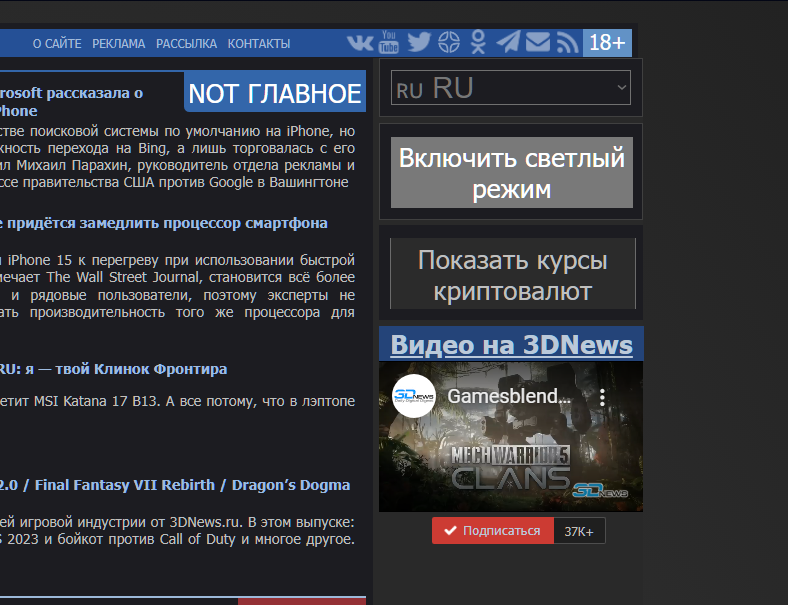 О САЙТЕ РЕКЛАМА РАССЫЛКА КОНТАКТЫ
You Tube
18+
rosoft рассказала о
Phone
NOT ГЛАВНОЕ
стве поисковой системы по умолчанию на iPhone, но
жность перехода на Bing, а лишь торговалась с его
ил Михаил Парахин, руководитель отдела рекламы и
ссе правительства США против Google в Вашингтоне
е придётся замедлить процессор смартфона
и iPhone 15 к перегреву при использовании быстрой
мечает The Wall Street Journal, становится всё более
и рядовые пользователи, поэтому эксперты не
ать производительность того же процессора для
RU: я — твой Клинок Фронтира
етит MSI Katana 17 B13. А все потому, что в лэптопе
2.0 / Final Fantasy VII Rebirth / Dragon’s Dogma
ей игровой индустрии от 3DNews.ru. В этом выпуске:
S 2023 и бойкот против Call of Duty и многое другое.
RU RU
Включить светлый
режим
Показать курсы
криптовалют
Видео на 3DNews
3DNEWS
Gamesblend...
MECHWARRIOR 5
CLANS
3DNEWS
Подписаться 37K+